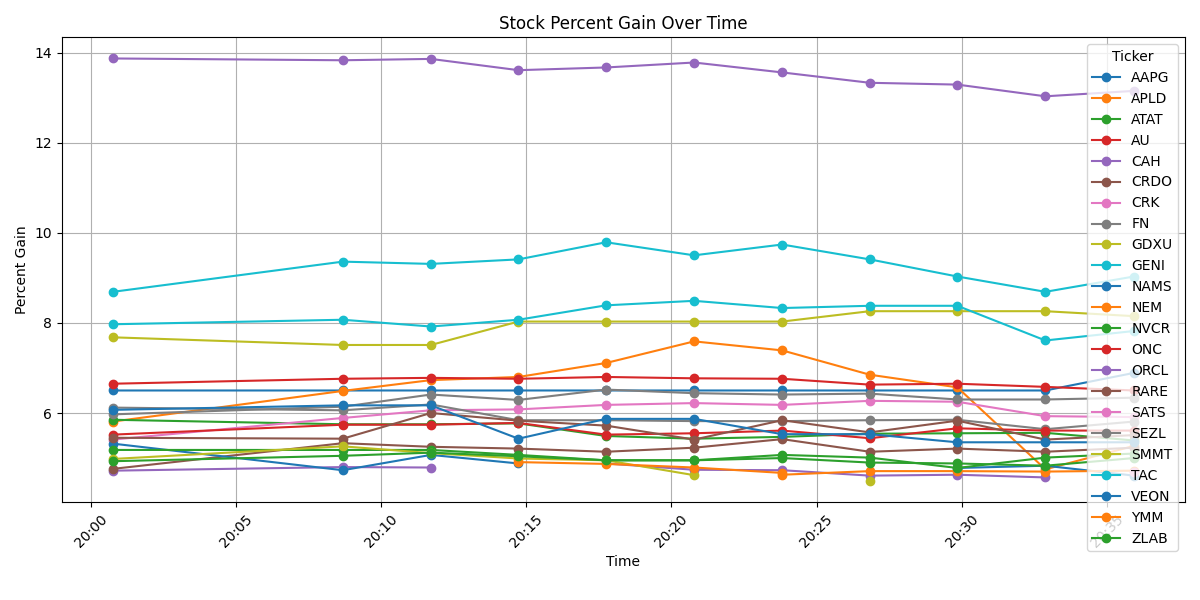 Stock Percent Gain Over Time
Percent Gain
14
12
10
8
6
20:00
20:05
20:10
20:15
20:20
20:25
20:30
20:35
Time
Ticker
AAPG
APLD
ATAT
AU
CAH
CRDO
CRK
FN
GDXU
GENI
NAMS
NEM
NVCR
ONC
ORCL
RARE
SATS
SEZL
SMMT
TAC
VEON
YMM
ZLAB